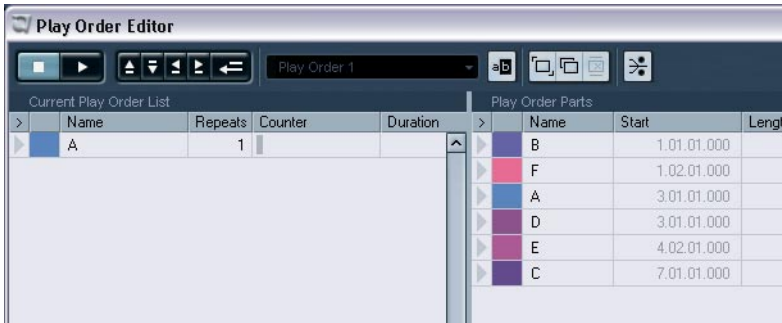 Play Order Editor
Play Order 1
ab
Current Play Order List
Play Order Parts
> Name Repeats Counter Duration
> Name Start Lengt
A 1
B 1.01.01.000
F 1.02.01.000
A 3.01.01.000
D 3.01.01.000
E 4.02.01.000
C 7.01.01.000